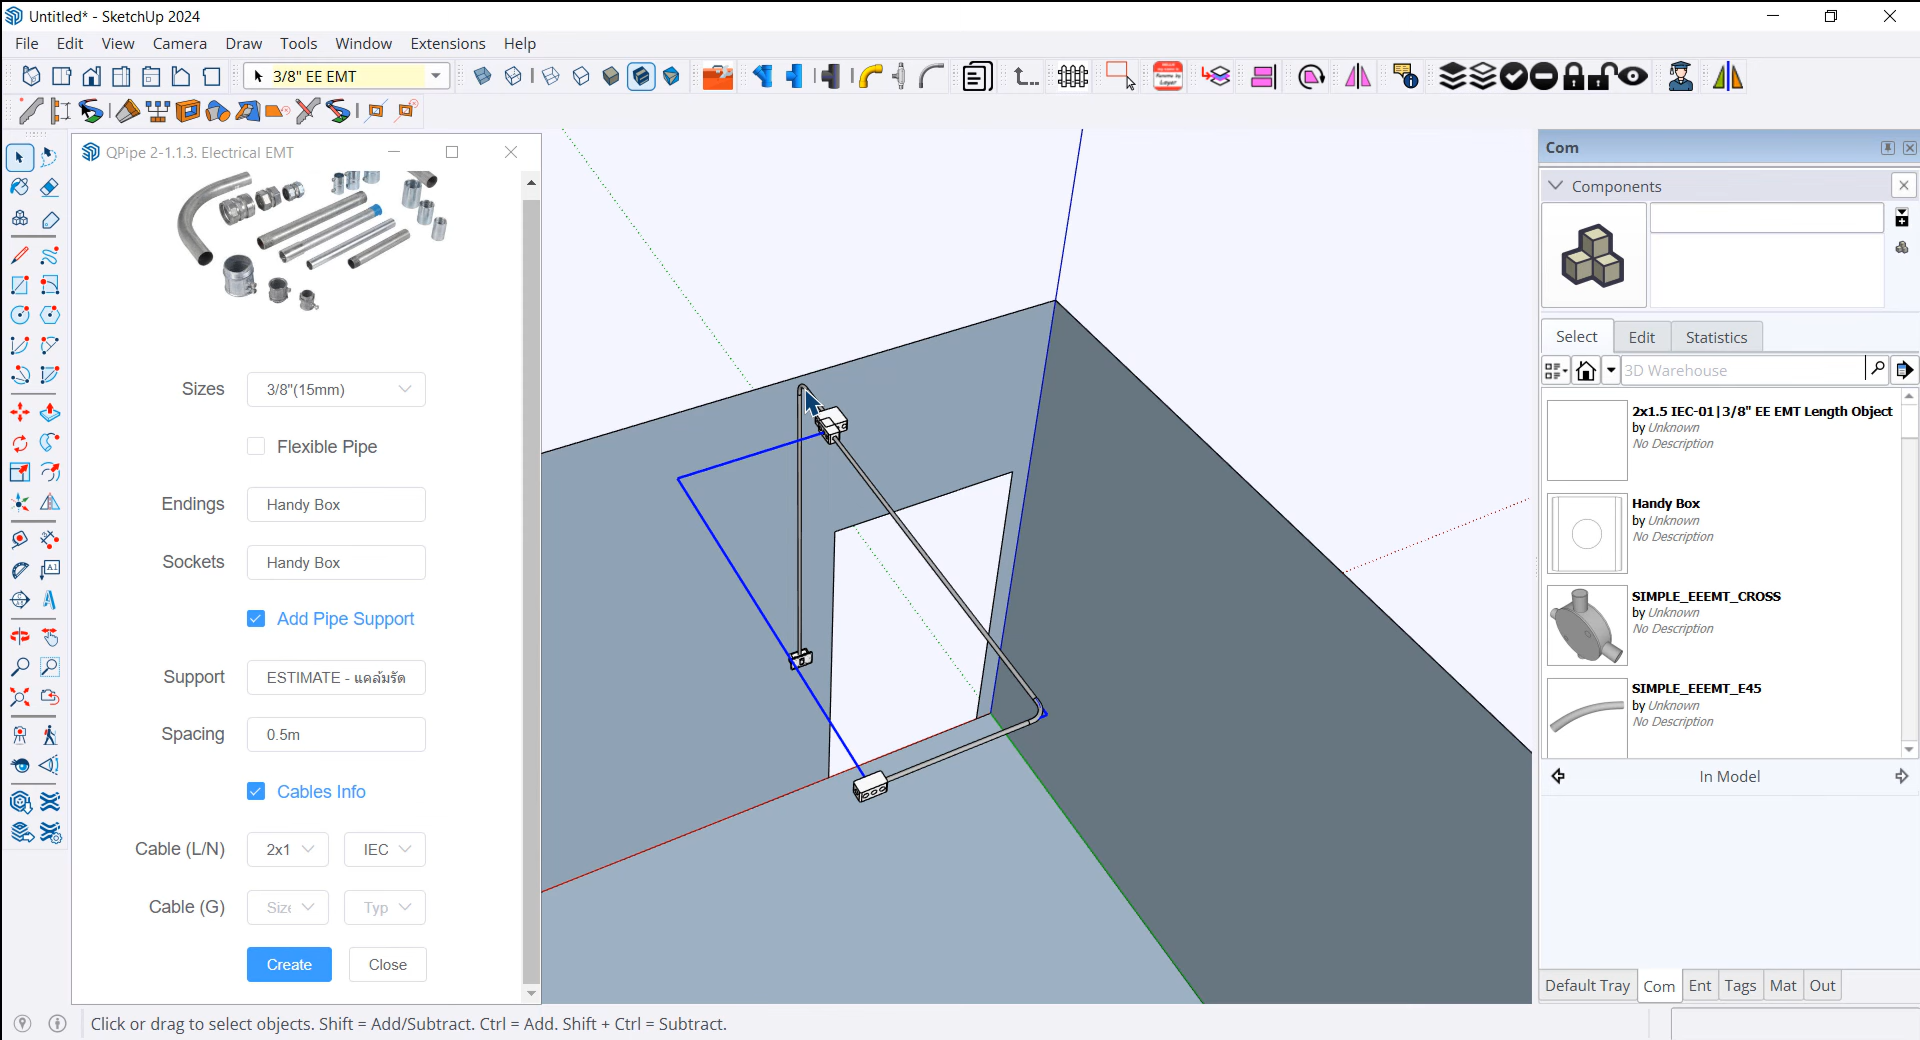 Untitled* - SketchUp 2024
File Edit View Camera Draw Tools Window Extensions Help
3/8" EE EMT
QPipe 2-1.1.3. Electrical EMT
Sizes 3/8"(15mm)
Flexible Pipe
Endings Handy Box
Sockets Handy Box
Add Pipe Support
Support ESTIMATE - แคล้มรัด
Spacing 0.5m
Cables Info
Cable (L/N) 2x1 IEC
Cable (G) Size Typ
Create Close
Com
Components
Select Edit Statistics
3D Warehouse
2x1.5 IEC-01|3/8" EE EMT Length Object
by Unknown
No Description
Handy Box
by Unknown
No Description
SIMPLE_EEEMT_CROSS
by Unknown
No Description
SIMPLE_EEEMT_E45
by Unknown
No Description
In Model
Default Tray Com Ent Tags Mat Out
Click or drag to select objects. Shift = Add/Subtract. Ctrl = Add. Shift + Ctrl = Subtract.